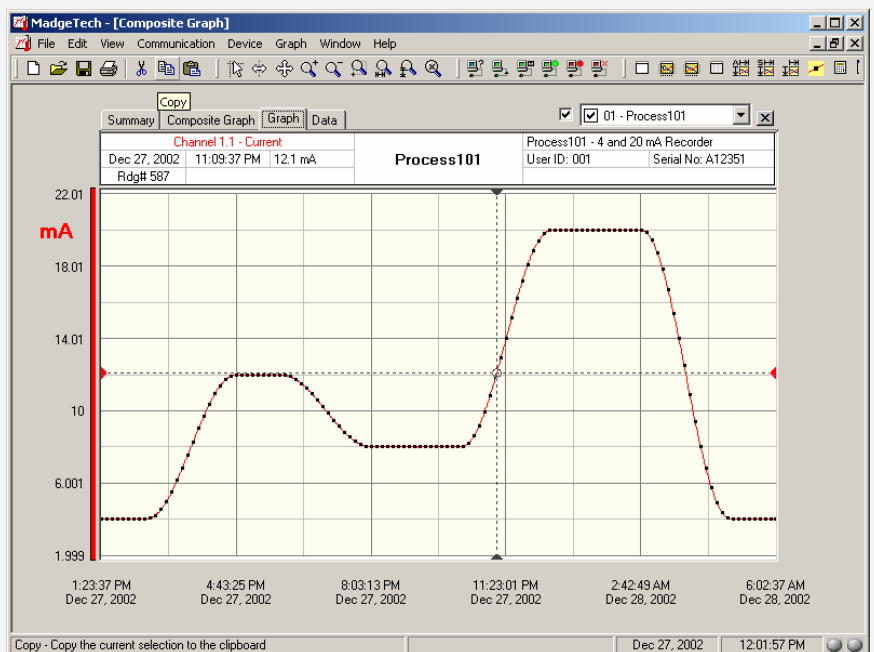 MadgeTech - [Composite Graph]
File Edit View Communication Device Graph Window Help
Copy
Summary Composite Graph Graph Data
01 - Process101
Channel 1.1 - Current
Dec 27, 2002 11:09:37 PM 12.1 mA
Rdg# 587
Process101
Process101 - 4 and 20 mA Recorder
User ID: 001 Serial No: A12351
22.01
mA
18.01
14.01
10
6.001
1.999
1:23:37 PM 4:43:25 PM 8:03:13 PM 11:23:01 PM 2:42:49 AM 6:02:37 AM
Dec 27, 2002 Dec 27, 2002 Dec 27, 2002 Dec 27, 2002 Dec 28, 2002 Dec 28, 2002
Copy - Copy the current selection to the clipboard Dec 27, 2002 12:01:57 PM